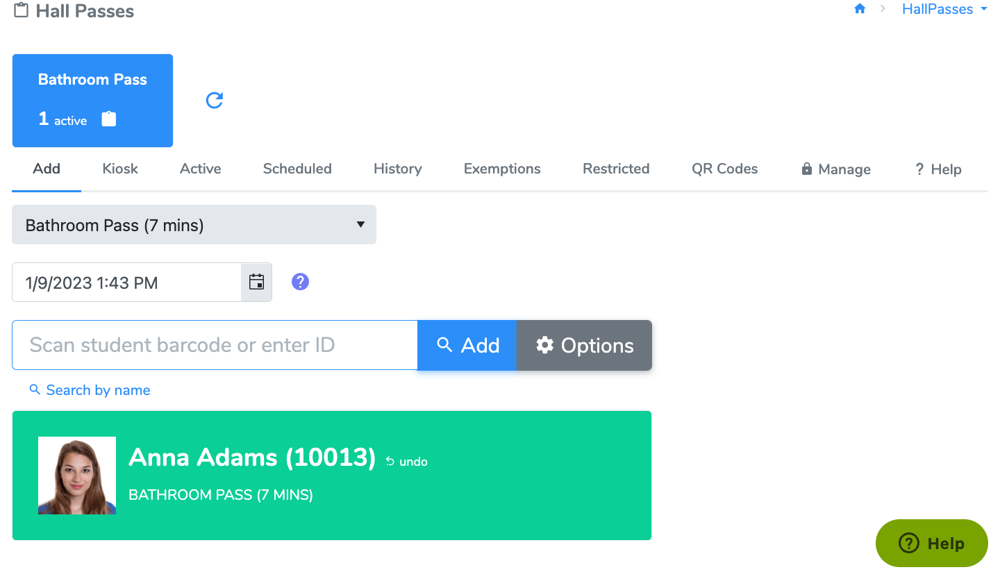 Hall Passes
HallPasses
Bathroom Pass
1 active
Add Kiosk Active Scheduled History Exemptions Restricted QR Codes Manage ? Help
Bathroom Pass (7 mins)
1/9/2023 1:43 PM
?
Scan student barcode or enter ID Add Options
Search by name
Anna Adams (10013) undo
BATHROOM PASS (7 MINS)
? Help